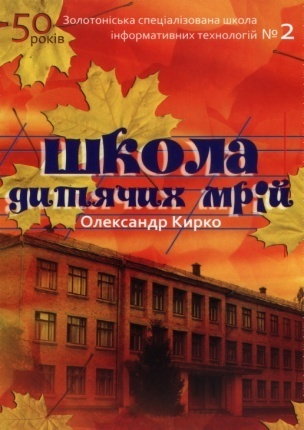 50
років
Золотоніська спеціалізована школа
інформативних технологій №2
школа
дитячих мрій
Олександр Кирко